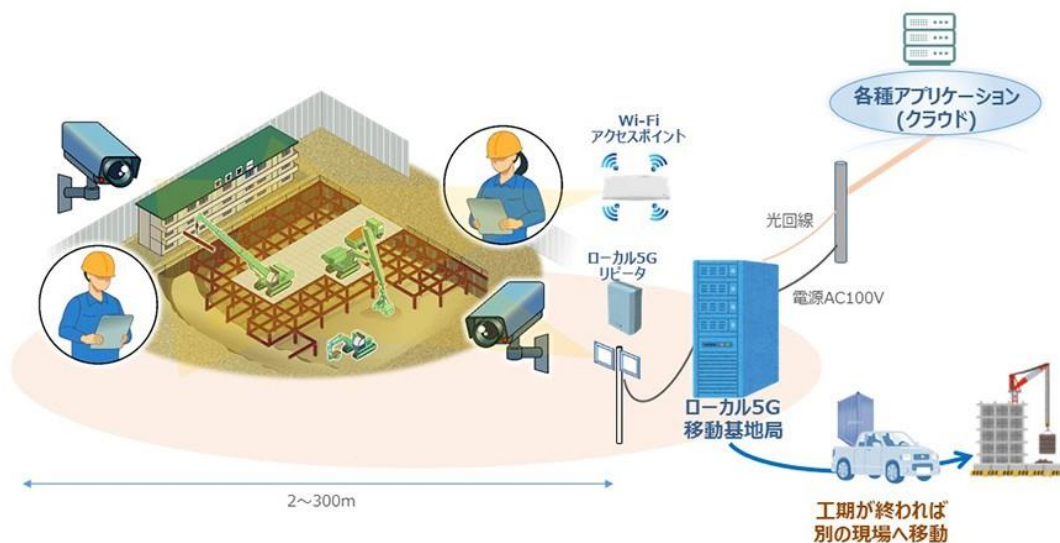 各種アプリケーション
(クラウド)
Wi-Fi
アクセスポイント
光回線
ローカル5G
リピータ
電源AC100V
ローカル5G
移動基地局
2～300m
工期が終われば
別の現場へ移動